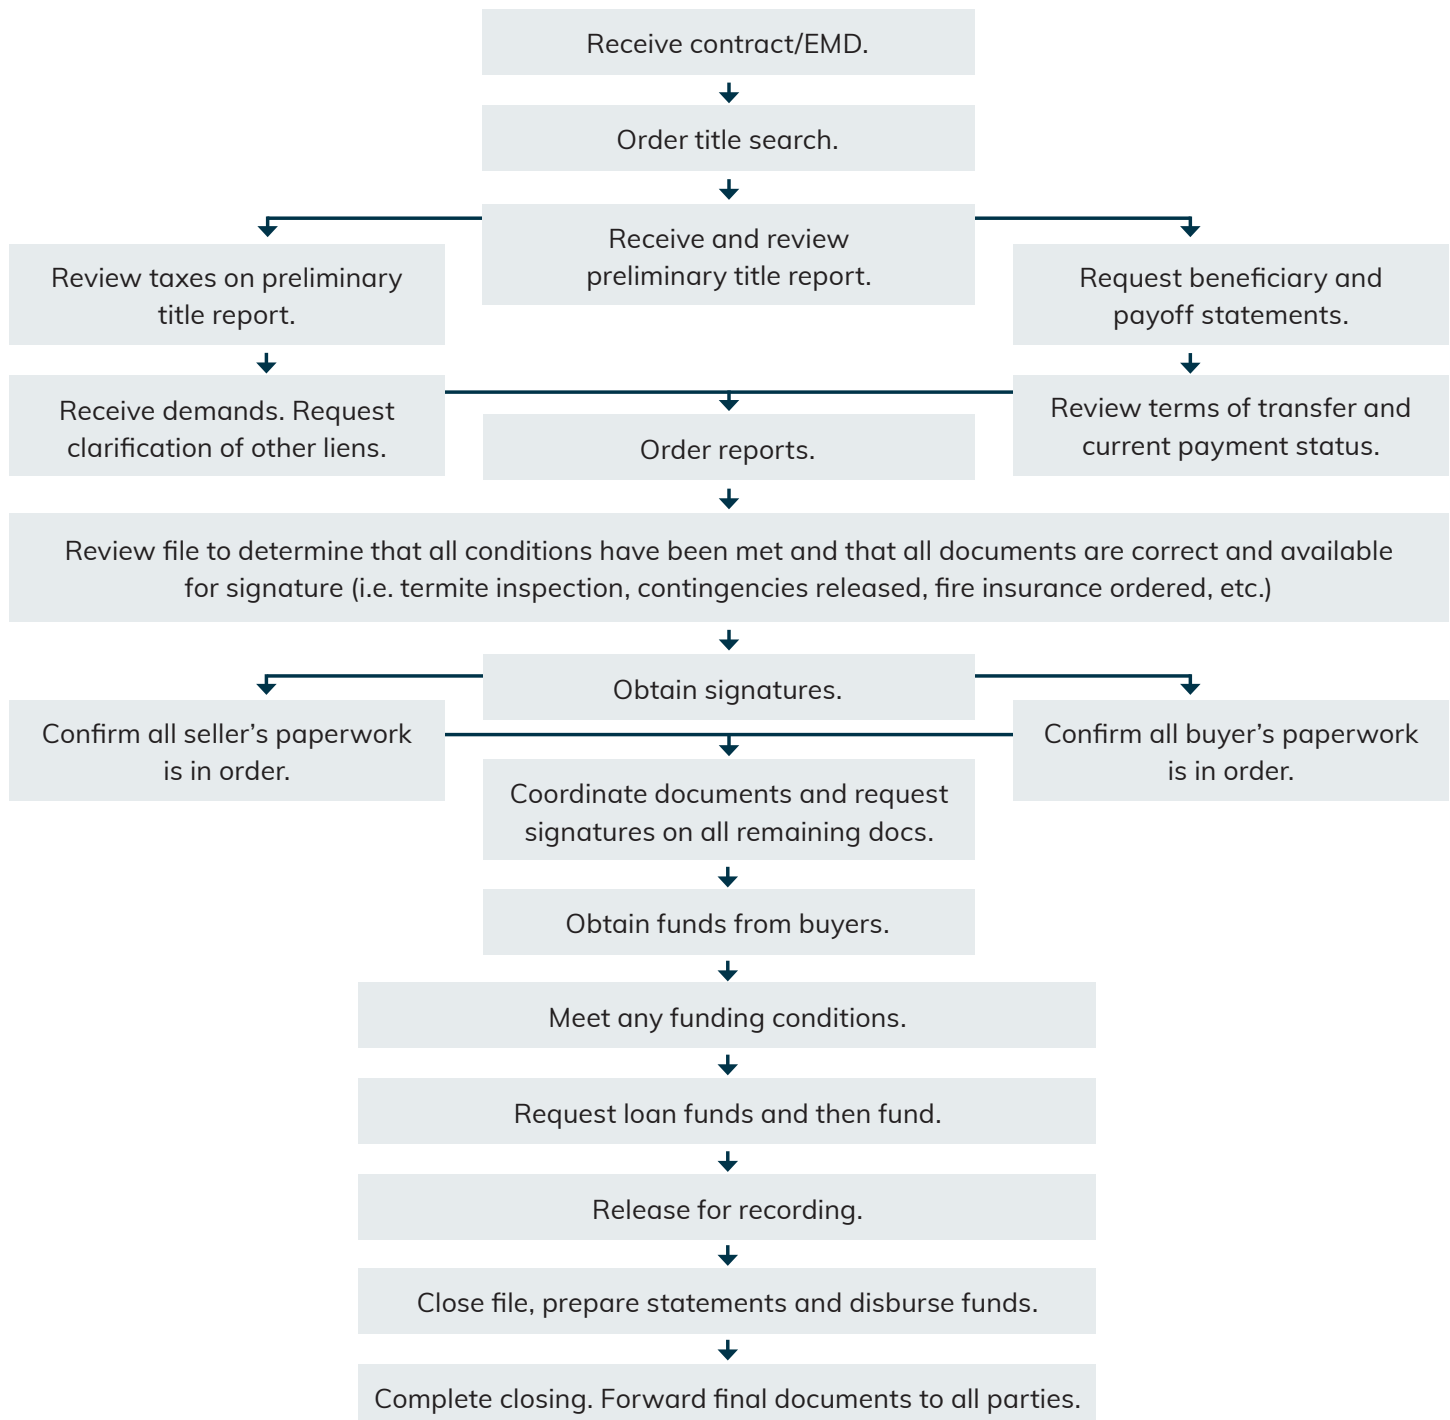 Receive contract/EMD.
Order title search.
Receive and review
preliminary title report.
Review taxes on preliminary
title report.
Request beneficiary and
payoff statements.
Receive demands. Request
clarification of other liens.
Review terms of transfer and
current payment status.
Order reports.
Review file to determine that all conditions have been met and that all documents are correct and available
for signature (i.e. termite inspection, contingencies released, fire insurance ordered, etc.)
Obtain signatures.
Confirm all seller’s paperwork
is in order.
Confirm all buyer’s paperwork
is in order.
Coordinate documents and request
signatures on all remaining docs.
Obtain funds from buyers.
Meet any funding conditions.
Request loan funds and then fund.
Release for recording.
Close file, prepare statements and disburse funds.
Complete closing. Forward final documents to all parties.